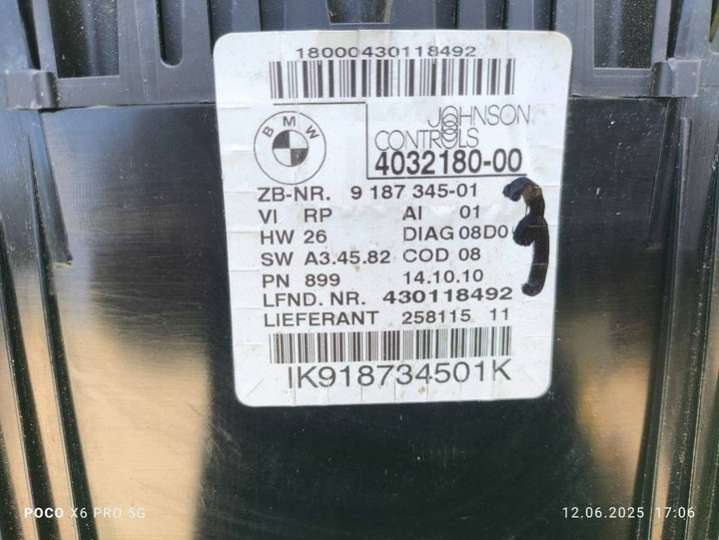 18000430118492
BMW
JOHNSON
CONTROLS
4032180-00
ZB-NR. 9 187 345-01
VI RP AI 01
HW 26 DIAG 08D0
SW A3.45.82 COD 08
PN 899 14.10.10
LFND. NR. 430118492
LIEFERANT 258115 11
IK918734501K
POCO X6 PRO 5G
12.06.2025 17:06